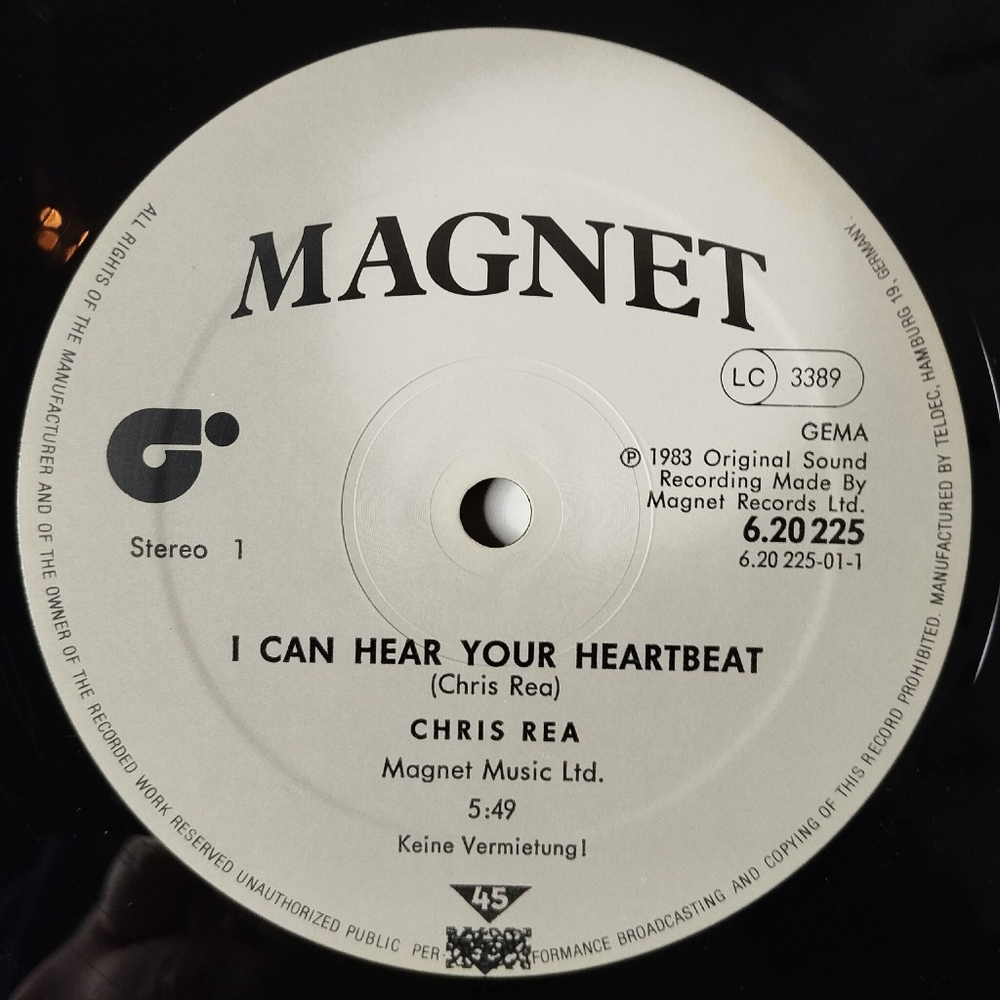 MAGNET
LC 3389
GEMA
℗ 1983 Original Sound
Recording Made By
Magnet Records Ltd.
6.20 225
6.20 225-01-1
Stereo 1
I CAN HEAR YOUR HEARTBEAT
(Chris Rea)
CHRIS REA
Magnet Music Ltd.
5:49
Keine Vermietung!
45
ALL RIGHTS OF THE MANUFACTURER AND OF THE OWNER OF THE RECORDED WORK RESERVED UNAUTHORIZED PUBLIC PER-FORMANCE BROADCASTING AND COPYING OF THIS RECORD PROHIBITED. MANUFACTURED BY TELDEC, HAMBURG 19, GERMANY